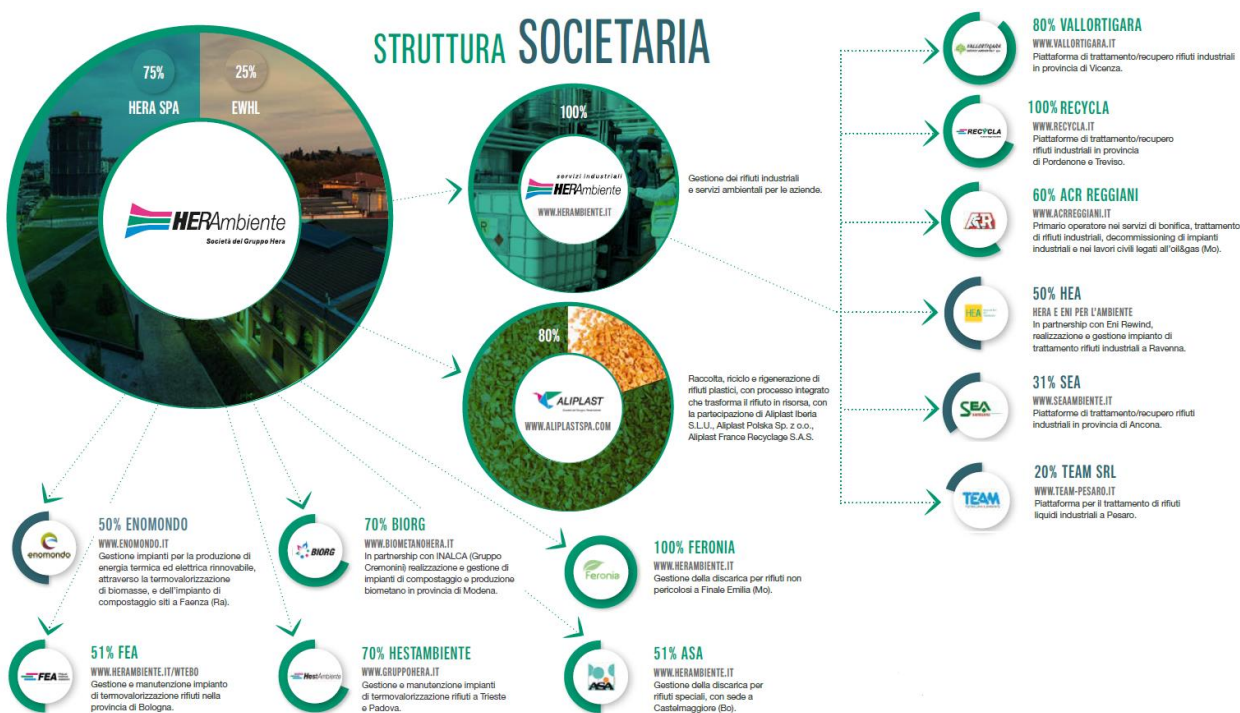 STRUTTURA SOCIETARIA
75%
HERA SPA
25%
EWHL
HERAmbiente
Società del Gruppo Hera
100%
servizi industriali
HERAmbiente
WWW.HERAMBIENTE.IT
Gestione dei rifiuti industriali
e servizi ambientali per le aziende.
80%
ALIPLAST
WWW.ALIPLASTSPA.COM
Raccolta, riciclo e rigenerazione di
rifiuti plastici, con processo integrato
che trasforma il rifiuto in risorsa, con
la partecipazione di Aliplast Iberia
S.L.U., Aliplast Polska Sp. z o.o.,
Aliplast France Recyclage S.A.S.
VALLORTIGARA
80% VALLORTIGARA
WWW.VALLORTIGARA.IT
Piattaforma di trattamento/recupero rifiuti industriali
in provincia di Vicenza.
RECYCLA
100% RECYCLA
WWW.RECYCLA.IT
Piattaforme di trattamento/recupero
rifiuti industriali in provincia
di Pordenone e Treviso.
60% ACR REGGIANI
WWW.ACRREGGIANI.IT
Primario operatore nei servizi di bonifica, trattamento
di rifiuti industriali, decommissioning di impianti
industriali e nei lavori civili legati all'oil&gas (Mo).
HEA
50% HEA
HERA E ENI PER L'AMBIENTE
In partnership con Eni Rewind,
realizzazione e gestione impianto di
trattamento rifiuti industriali a Ravenna.
SEA
31% SEA
WWW.SEAAMBIENTE.IT
Piattaforme di trattamento/recupero rifiuti
industriali in provincia di Ancona.
TEAM
20% TEAM SRL
WWW.TEAM-PESARO.IT
Piattaforma per il trattamento di rifiuti
liquidi industriali a Pesaro.
enomondo
50% ENOMONDO
WWW.ENOMONDO.IT
Gestione impianti per la produzione di
energia termica ed elettrica rinnovabile,
attraverso la termovalorizzazione
di biomasse, e dell'impianto di
compostaggio siti a Faenza (Ra).
BIORG
70% BIORG
WWW.BIOMETANOHERA.IT
In partnership con INALCA (Gruppo
Cremonini) realizzazione e gestione di
impianti di compostaggio e produzione
biometano in provincia di Modena.
Feronia
100% FERONIA
WWW.HERAMBIENTE.IT
Gestione della discarica per rifiuti non
pericolosi a Finale Emilia (Mo).
FEA
51% FEA
WWW.HERAMBIENTE.IT/WTEBO
Gestione e manutenzione impianto
di termovalorizzazione rifiuti nella
provincia di Bologna.
HestAmbiente
70% HESTAMBIENTE
WWW.GRUPPOHERA.IT
Gestione e manutenzione impianti
di termovalorizzazione rifiuti a Trieste
e Padova.
ASA
51% ASA
WWW.HERAMBIENTE.IT
Gestione della discarica per
rifiuti speciali, con sede a
Castelmaggiore (Bo).